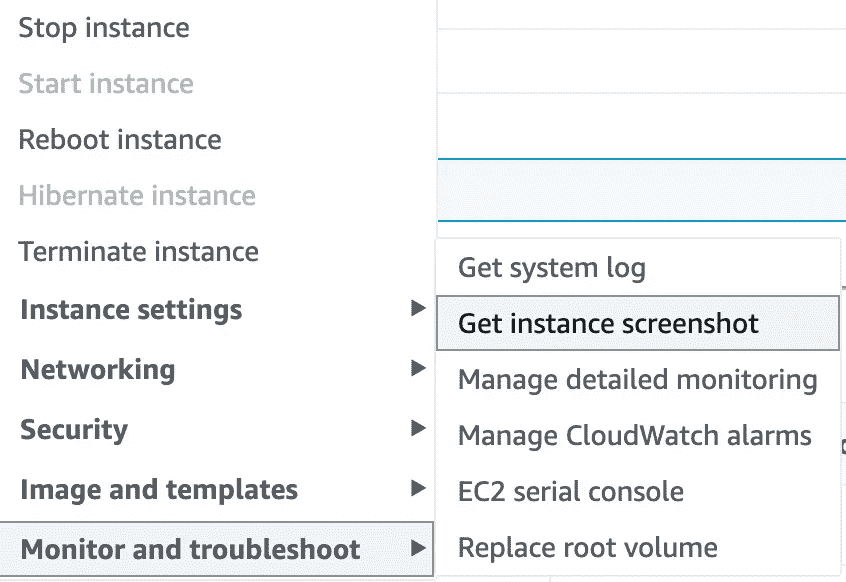 Stop instance
Start instance
Reboot instance
Hibernate instance
Terminate instance
Instance settings
Networking
Security
Image and templates
Monitor and troubleshoot
Get system log
Get instance screenshot
Manage detailed monitoring
Manage CloudWatch alarms
EC2 serial console
Replace root volume